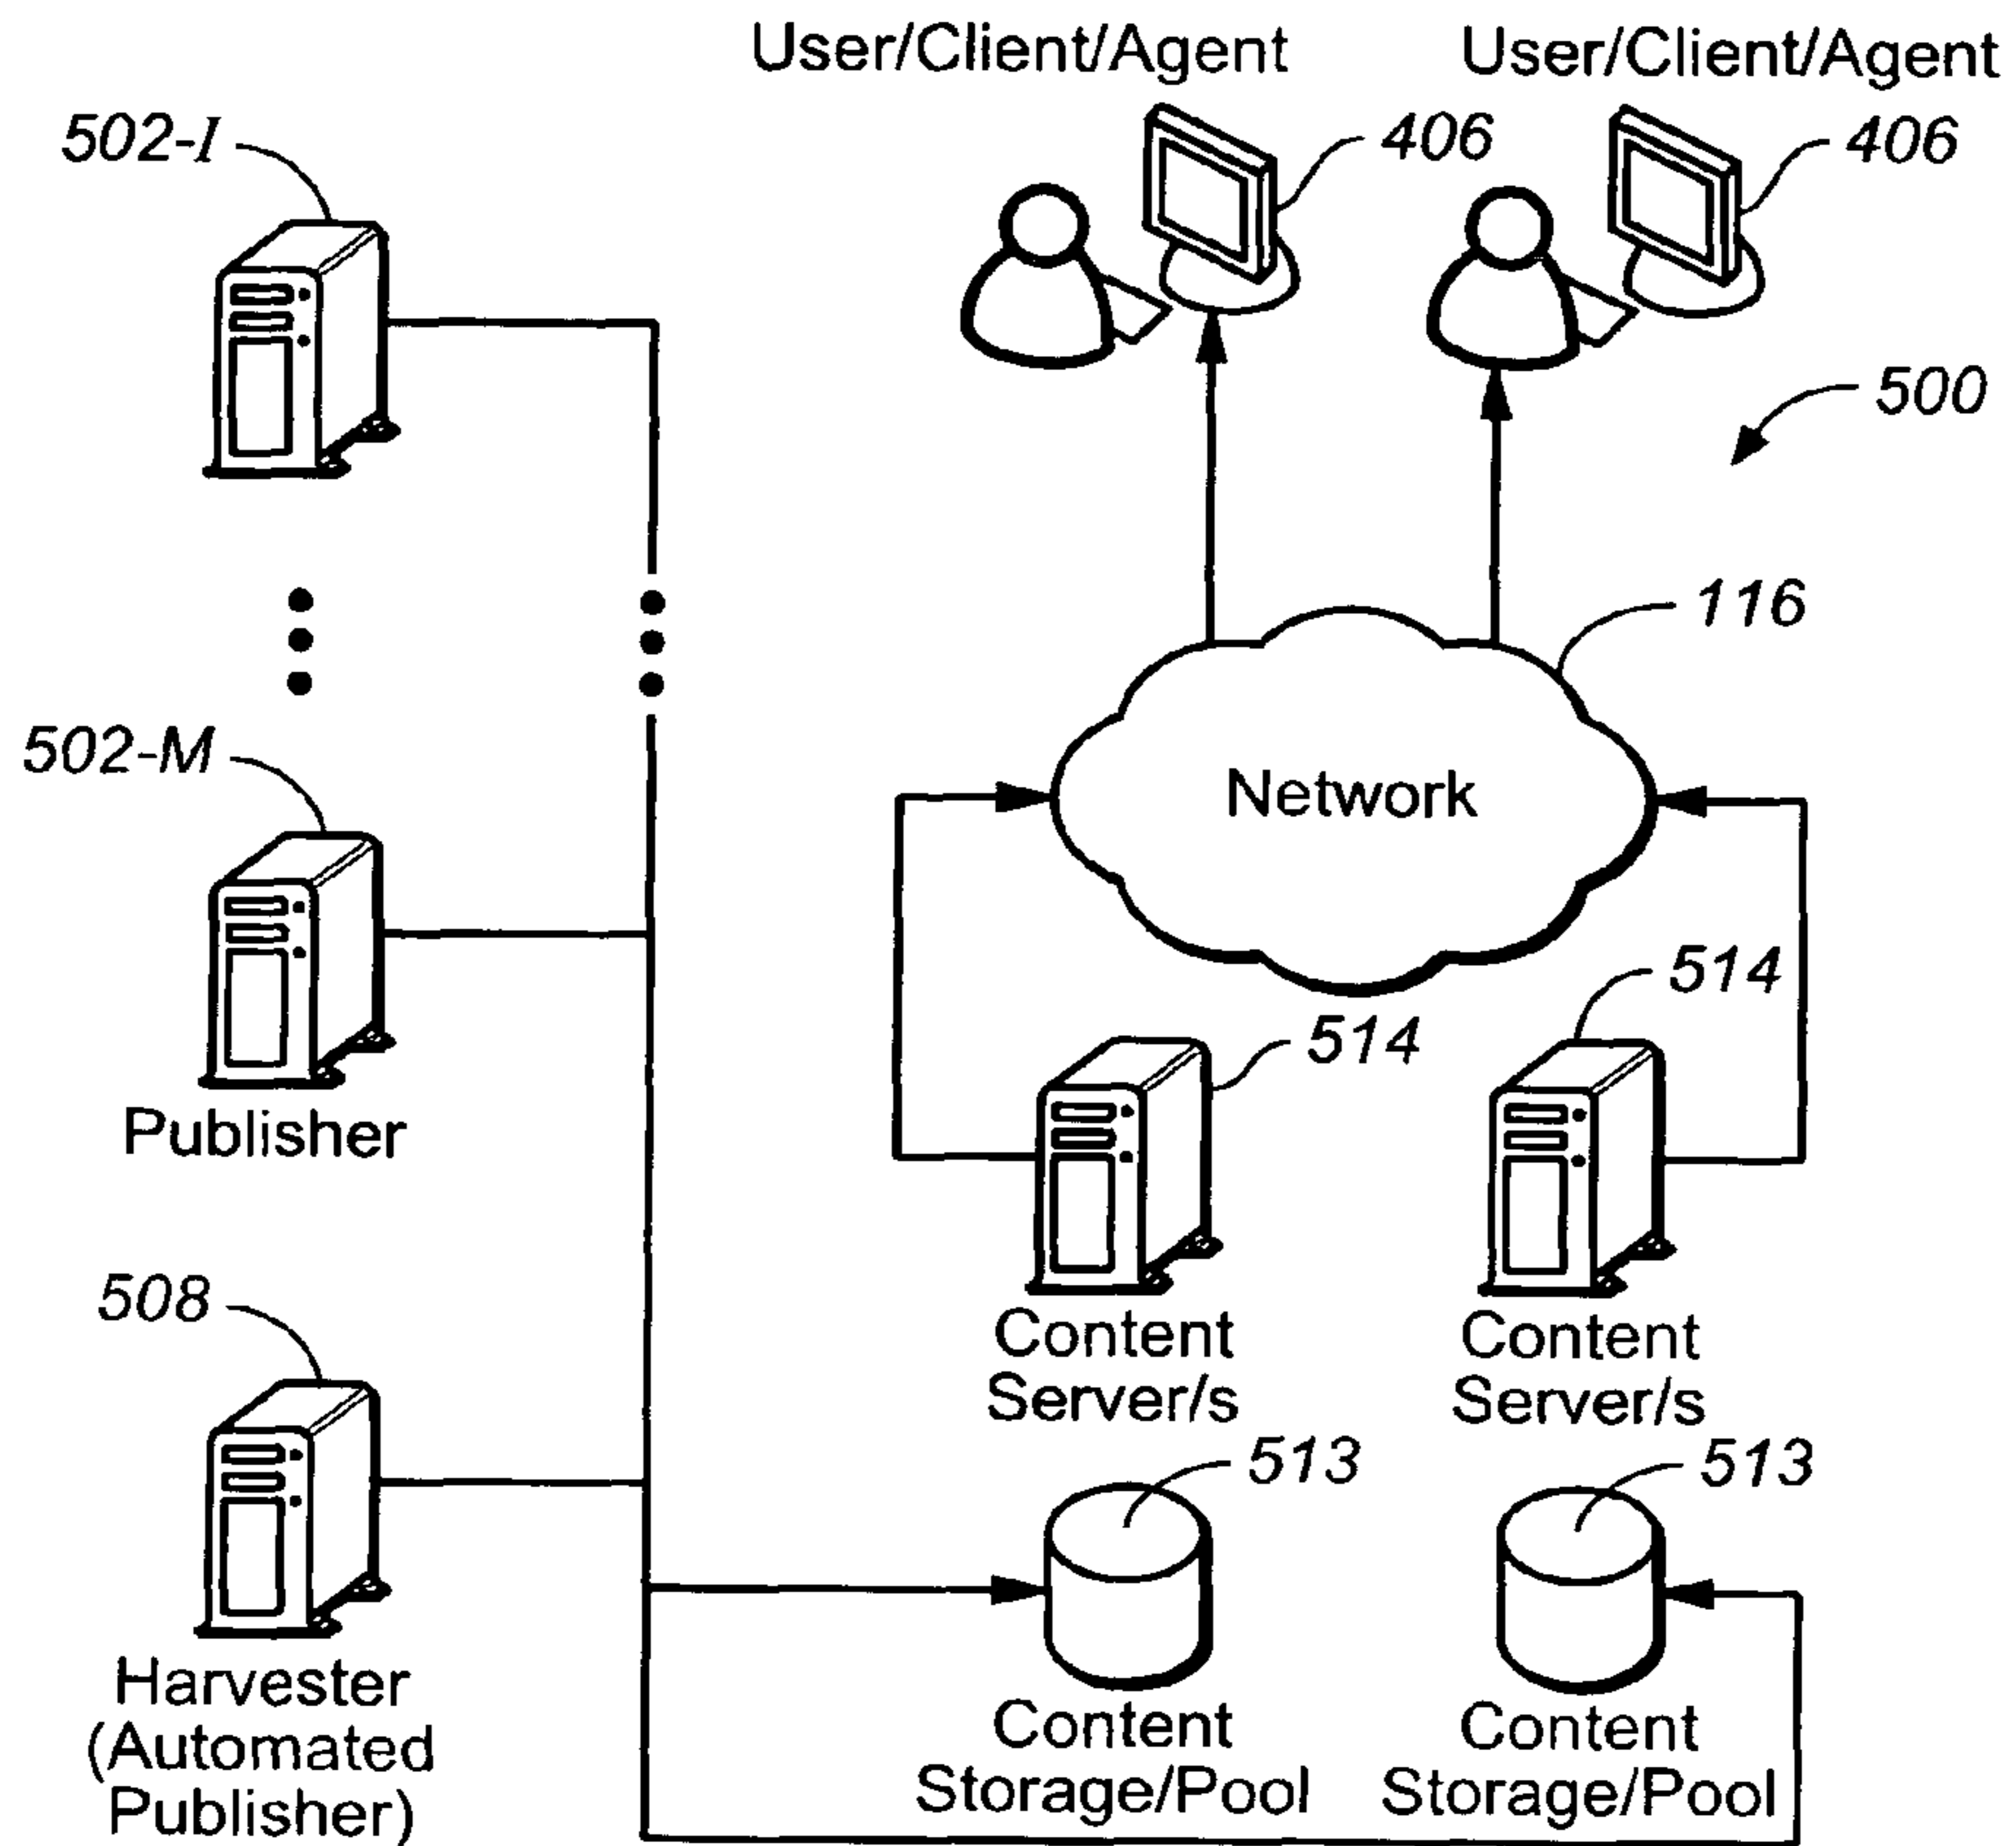 User/Client/Agent
User/Client/Agent
502-I
406
406
500
116
502-M
Network
514
514
Publisher
508
Content
Server/s
Content
Server/s
513
513
Harvester
(Automated
Publisher)
Content
Storage/Pool
Content
Storage/Pool